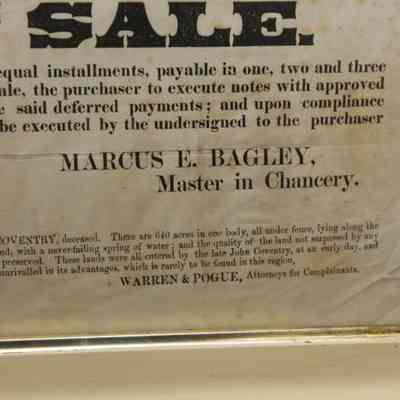 SALE.
equal installments, payable in one, two and three
ale, the purchaser to execute notes with approved
e said deferred payments; and upon compliance
be executed by the undersigned to the purchaser
MARCUS E. BAGLEY,
Master in Chancery.
COVENTRY, deceased. There are 640 acres in one body, all under fence, lying along the
ed; with a never-failing spring of water; and the quality of the land not surpassed by any
preserved. These lands were all entered by the late John Coventry, at an early day, and
unrivalled in its advantages, which is rarely to be found in this region,
WARREN & POGUE, Attorneys for Complainants.